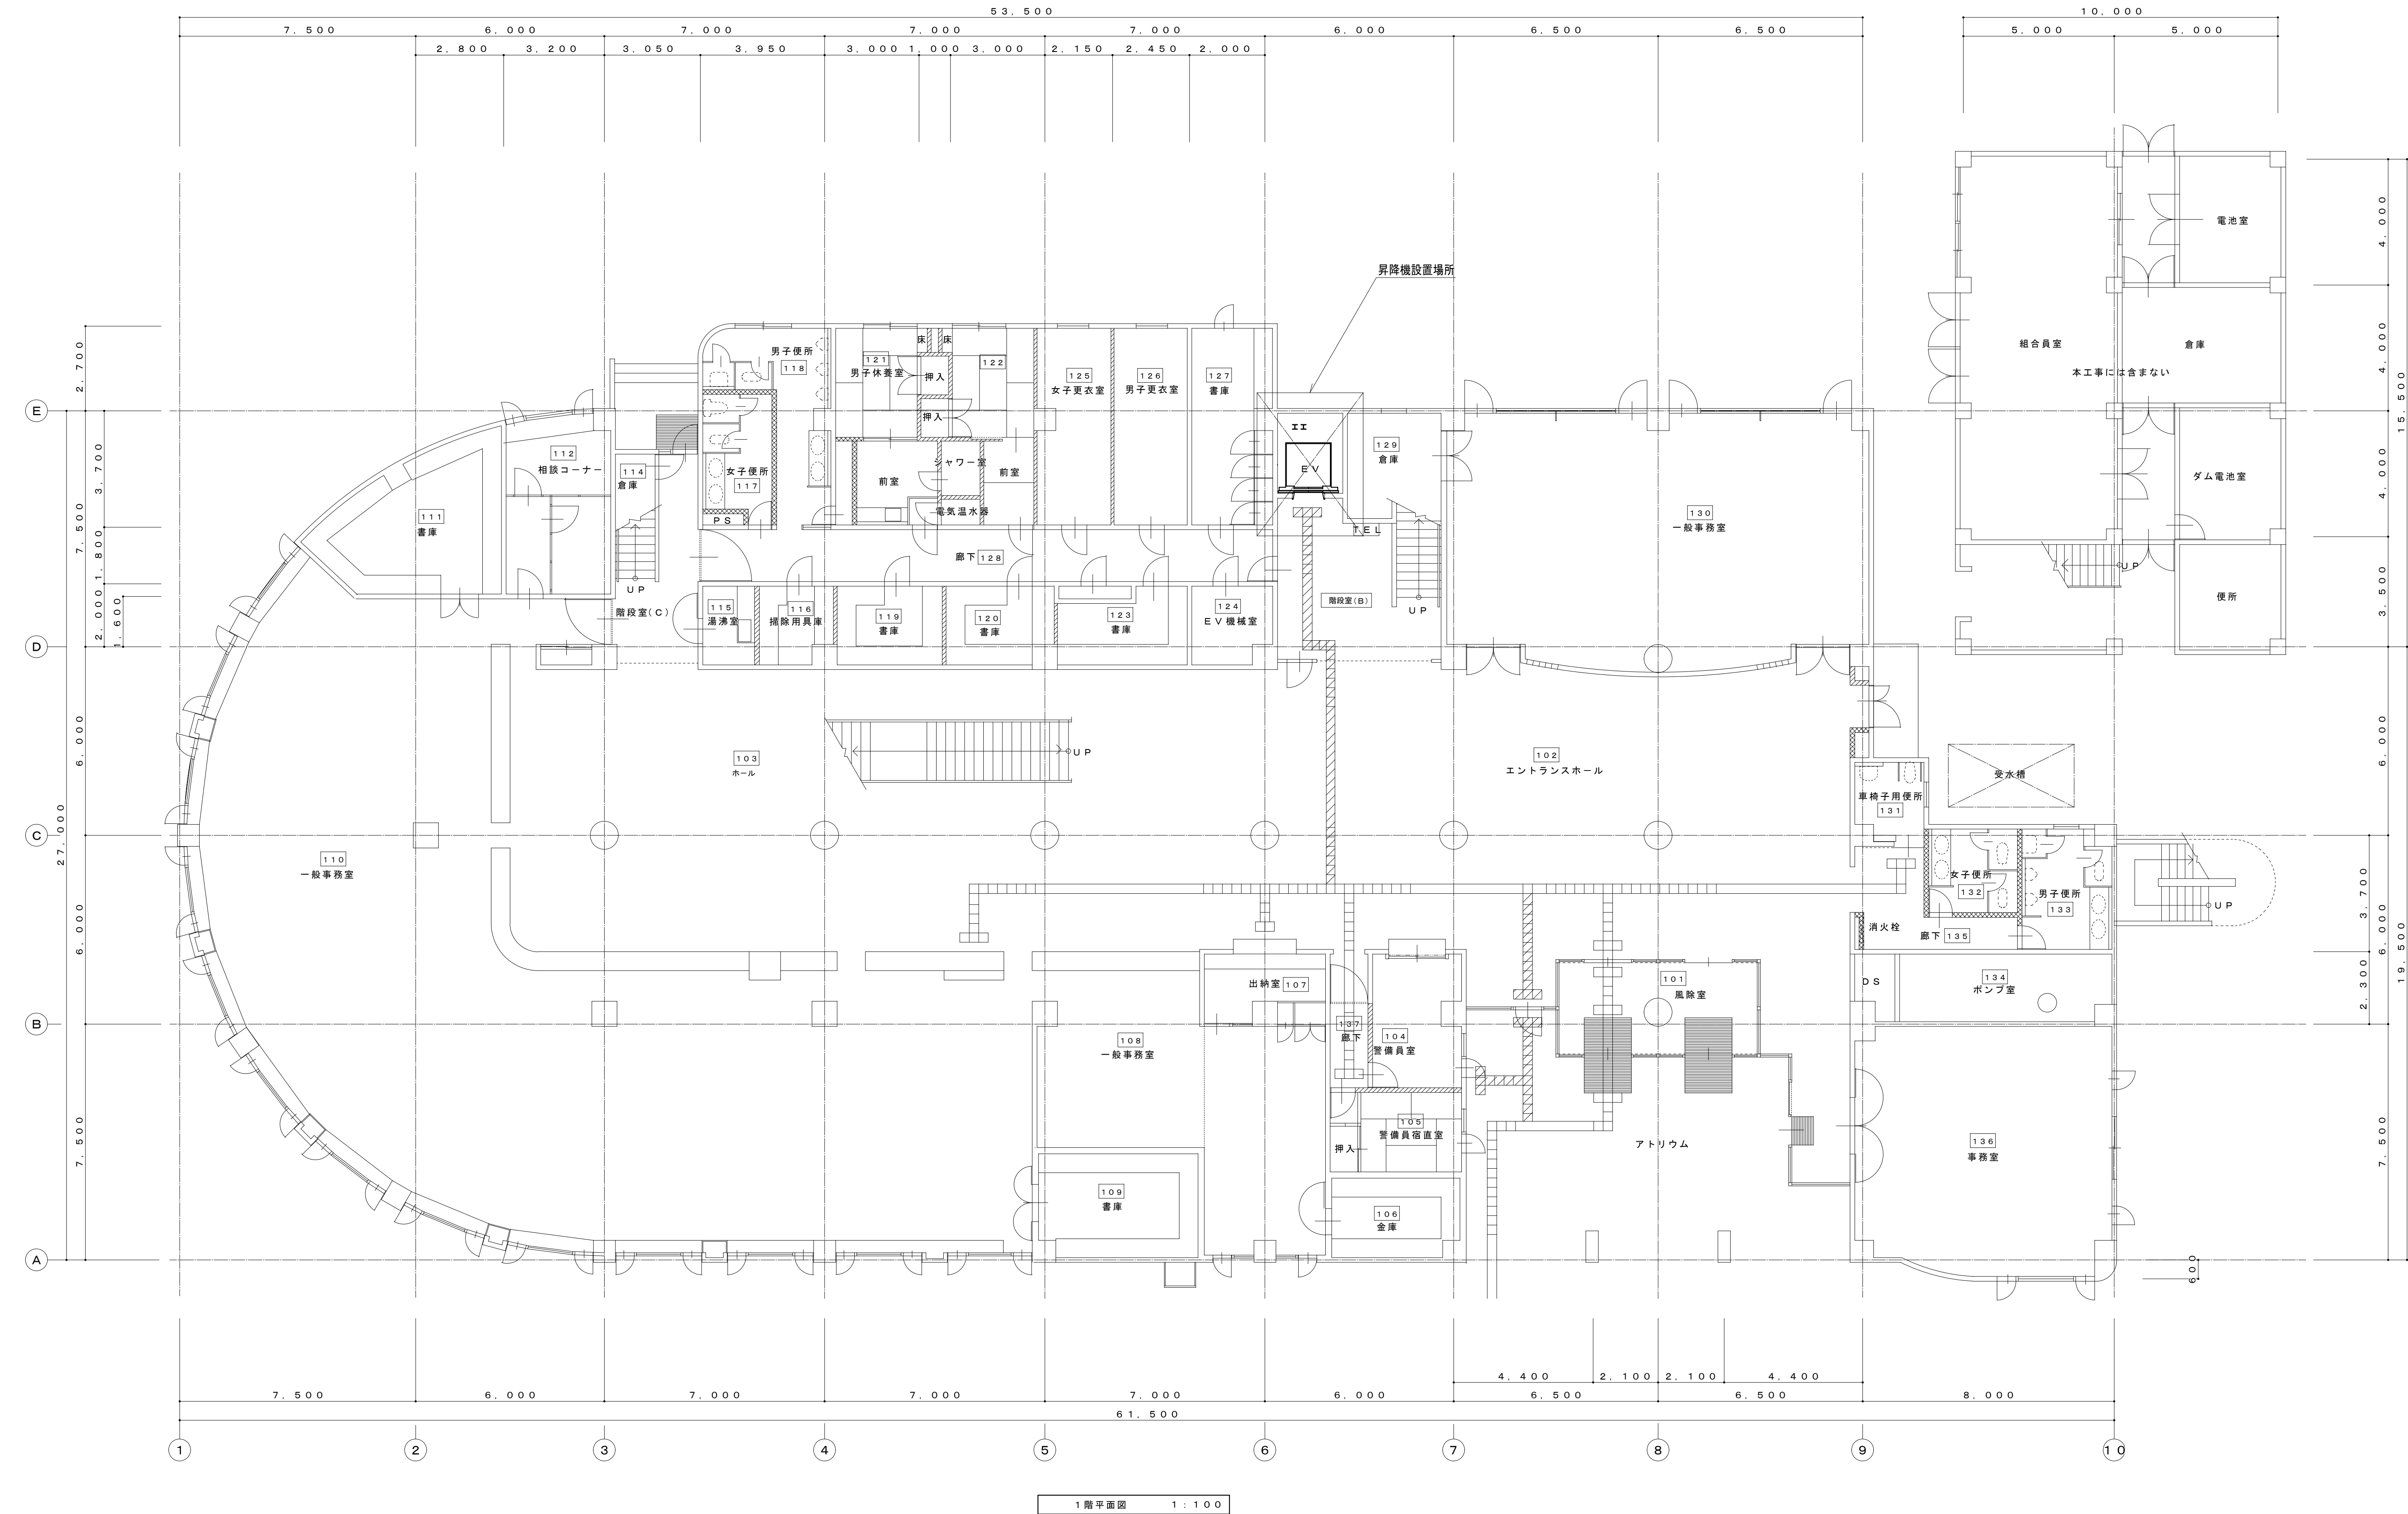 53,500
10,000
7,500 6,000 7,000 7,000 7,000 6,000 6,500 6,500
5,000 5,000
2,800 3,200 3,050 3,950 3,000 1,000 3,000 2,150 2,450 2,000
昇降機設置場所
電池室
4,000
組合員室
倉庫
本工事には含まない
4,000
15,500
ダム電池室
4,000
UP
便所
3,500
2,700
E
男子便所
118
121
男子休養室
床
床
122
押入
押入
125
女子更衣室
126
男子更衣室
127
書庫
EV
129
倉庫
112
相談コーナー
114
倉庫
女子便所
117
PS
前室
シャワー室
前室
電気温水器
111
書庫
TEL
130
一般事務室
廊下 128
UP
階段室(C)
115
湯沸室
116
掃除用具庫
119
書庫
120
書庫
123
書庫
124
EV機械室
階段室(B)
UP
3,700
7,500
1,800
2,000
1,600
D
103
ホール
UP
102
エントランスホール
受水槽
車椅子用便所
131
6,000
6,000
27,000
C
110
一般事務室
女子便所
132
男子便所
133
UP
消火栓
廊下 135
3,700
6,000
19,500
6,000
出納室 107
101
風除室
DS
134
ポンプ室
2,300
B
108
一般事務室
137
廊下
104
警備員室
105
警備員宿直室
押入
アトリウム
136
事務室
7,500
7,500
109
書庫
106
金庫
A
600
4,400 2,100 2,100 4,400
7,500 6,000 7,000 7,000 7,000 6,000 6,500 6,500 8,000
61,500
1 2 3 4 5 6 7 8 9 10
1階平面図 1:100